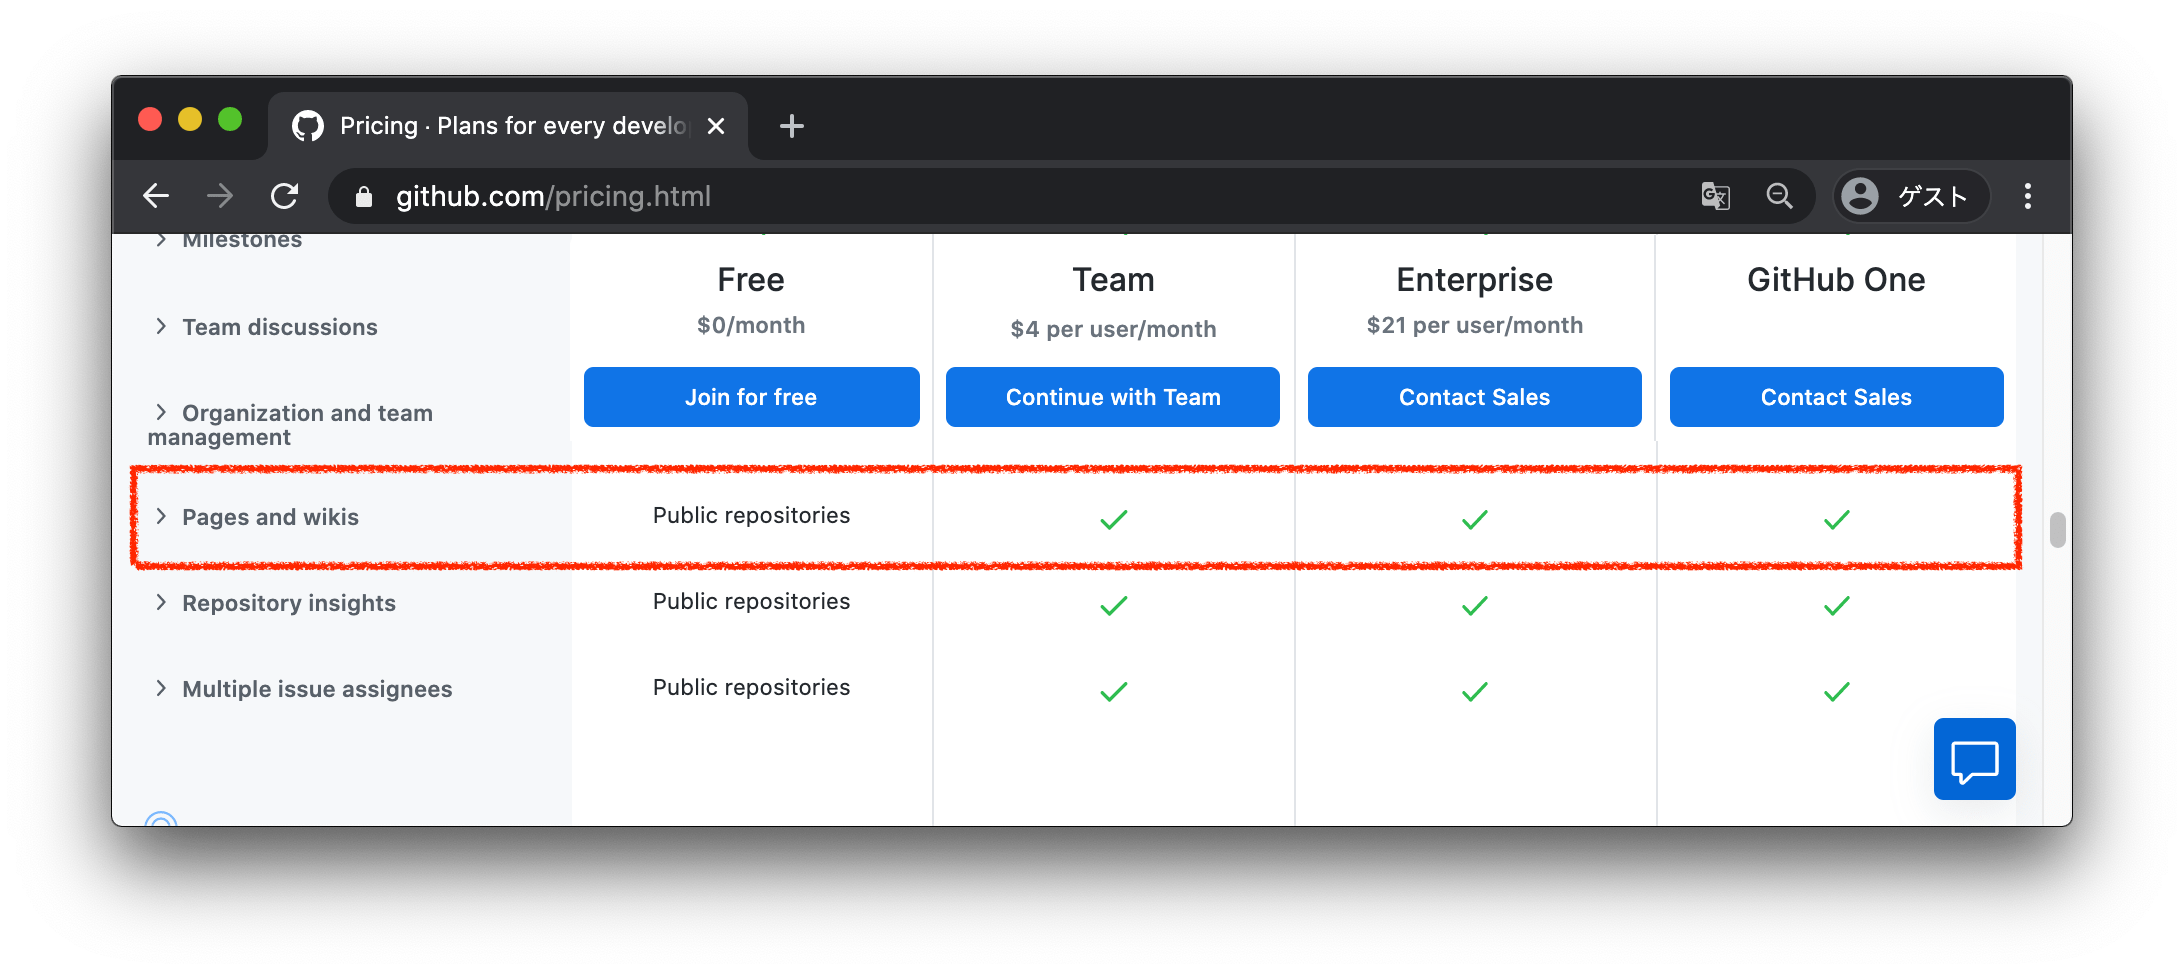 Pricing · Plans for every develo
github.com/pricing.html
ゲスト
Milestones
Free
Team
Enterprise
GitHub One
$0/month
$4 per user/month
$21 per user/month
Team discussions
Join for free
Continue with Team
Contact Sales
Contact Sales
Organization and team
management
Pages and wikis
Public repositories
Repository insights
Public repositories
Multiple issue assignees
Public repositories